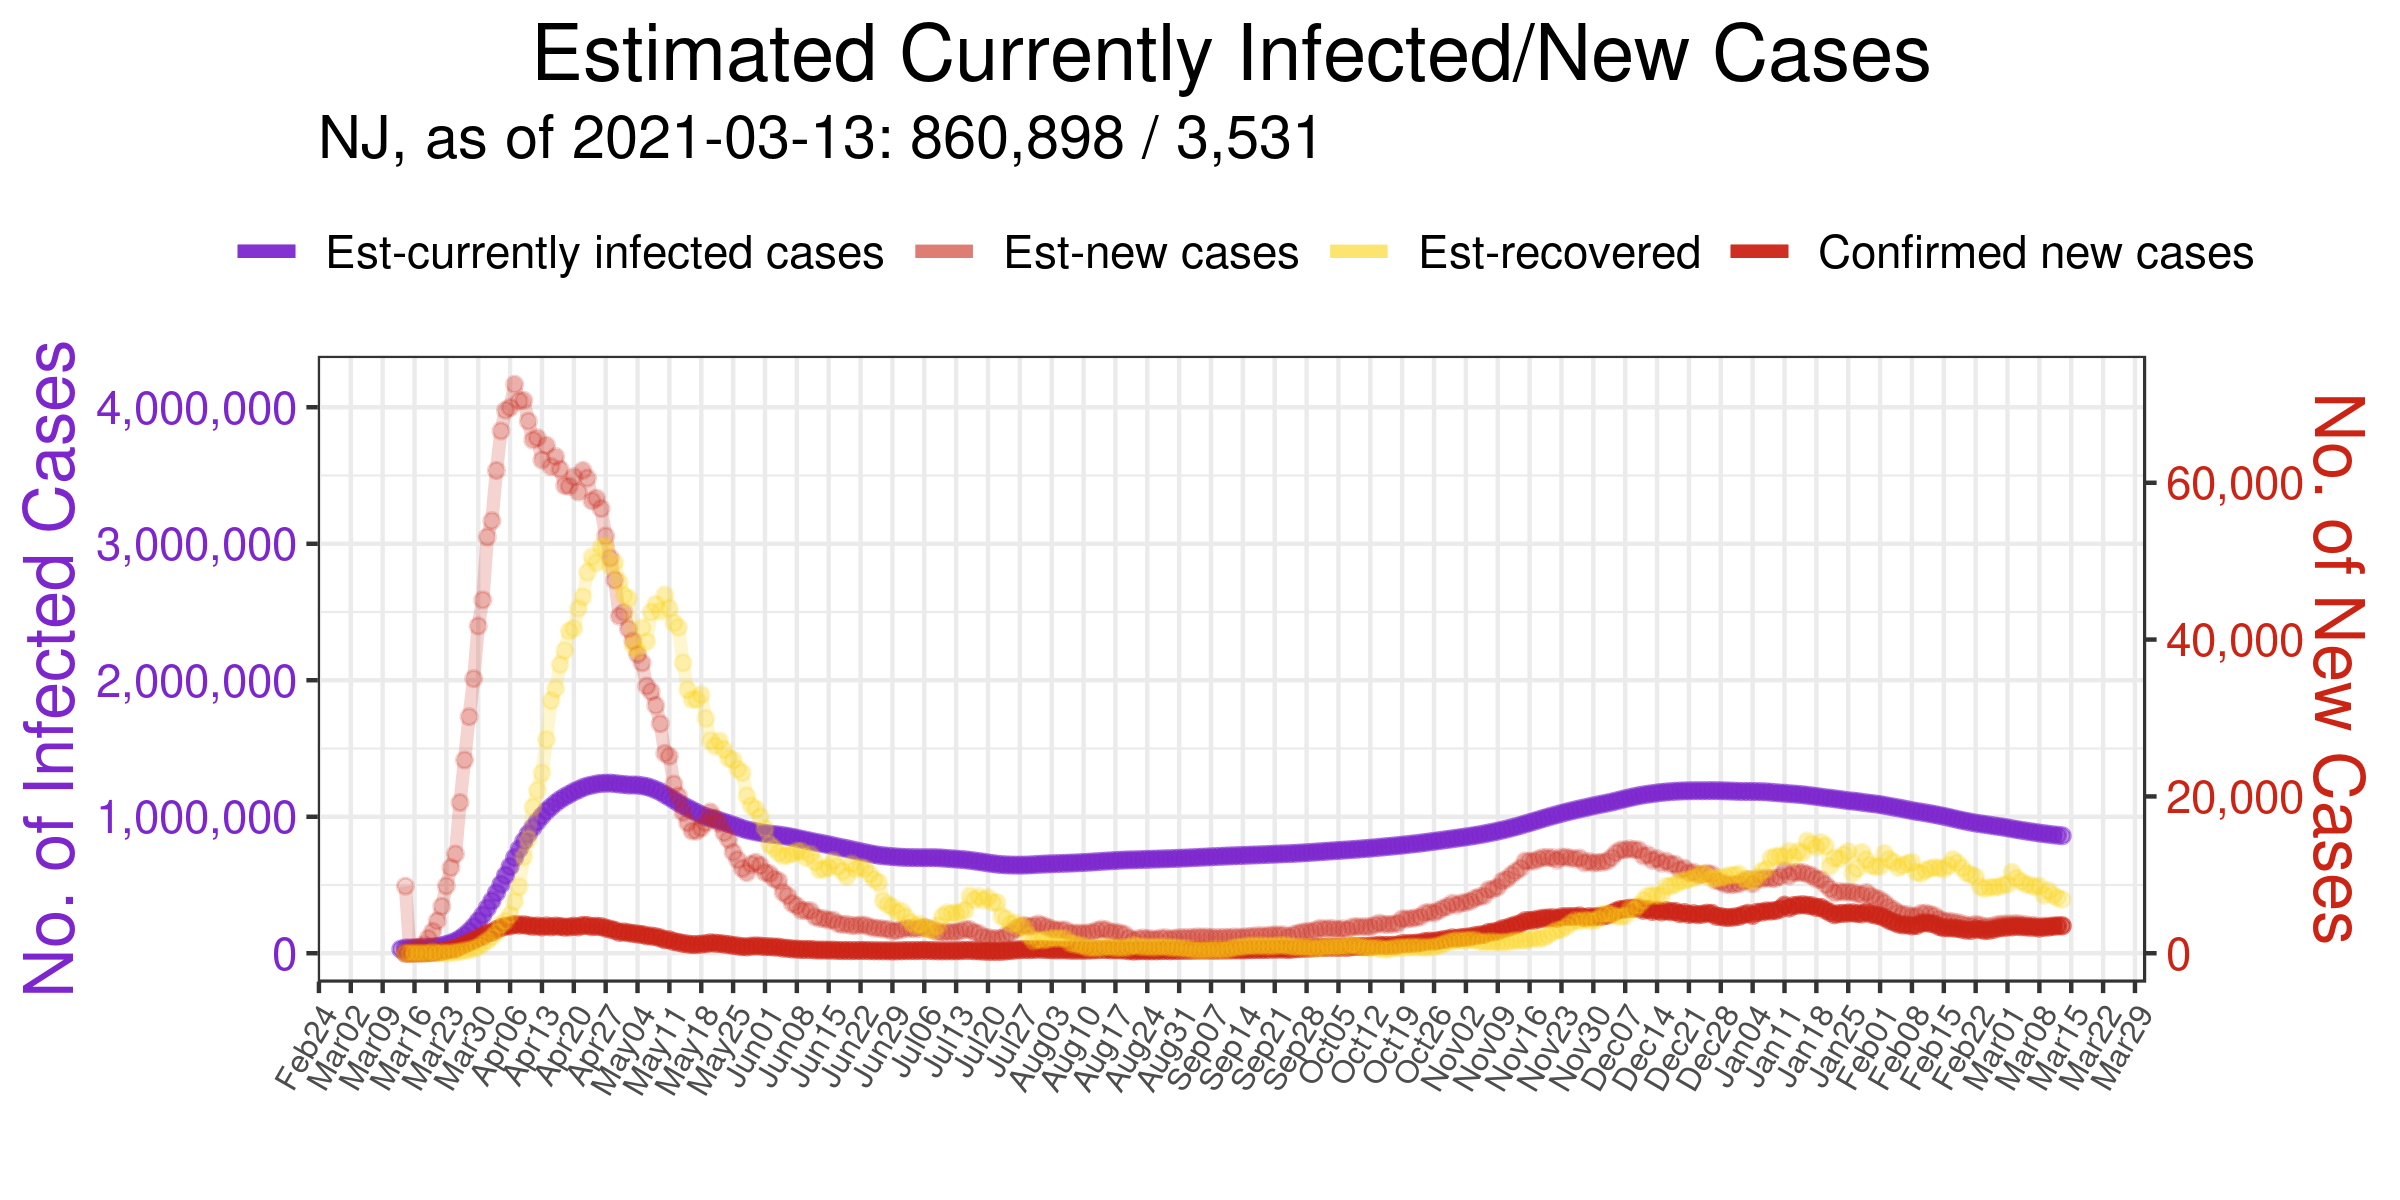 Estimated Currently Infected/New Cases
NJ, as of 2021-03-13: 860,898 / 3,531
Est-currently infected cases Est-new cases Est-recovered Confirmed new cases
No. of Infected Cases
4,000,000
3,000,000
2,000,000
1,000,000
0
No. of New Cases
60,000
40,000
20,000
0
Feb24 Mar02 Mar09 Mar16 Mar23 Mar30 Apr06 Apr13 Apr20 Apr27 May04 May11 May18 May25 Jun01 Jun08 Jun15 Jun22 Jun29 Jul06 Jul13 Jul20 Jul27 Aug03 Aug10 Aug17 Aug24 Aug31 Sep07 Sep14 Sep21 Sep28 Oct05 Oct12 Oct19 Oct26 Nov02 Nov09 Nov16 Nov23 Nov30 Dec07 Dec14 Dec21 Dec28 Jan04 Jan11 Jan18 Jan25 Feb01 Feb08 Feb15 Feb22 Mar01 Mar08 Mar15 Mar22 Mar29